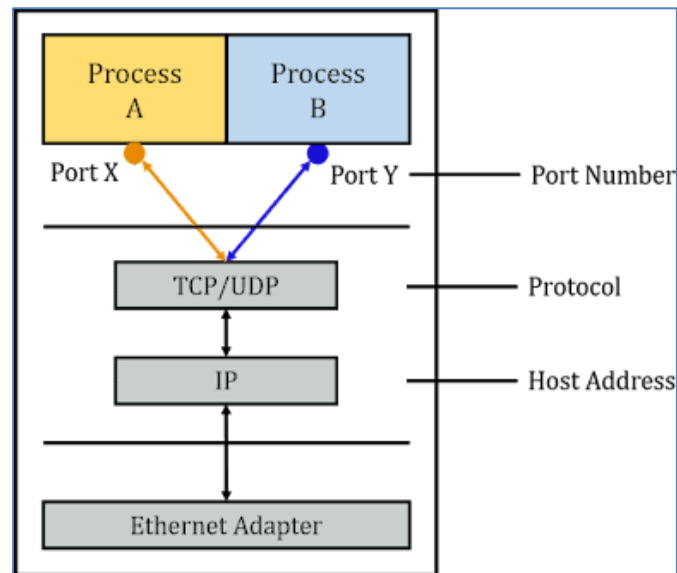 Process
A
Process
B
Port X
Port Y
Port Number
TCP/UDP
Protocol
IP
Host Address
Ethernet Adapter